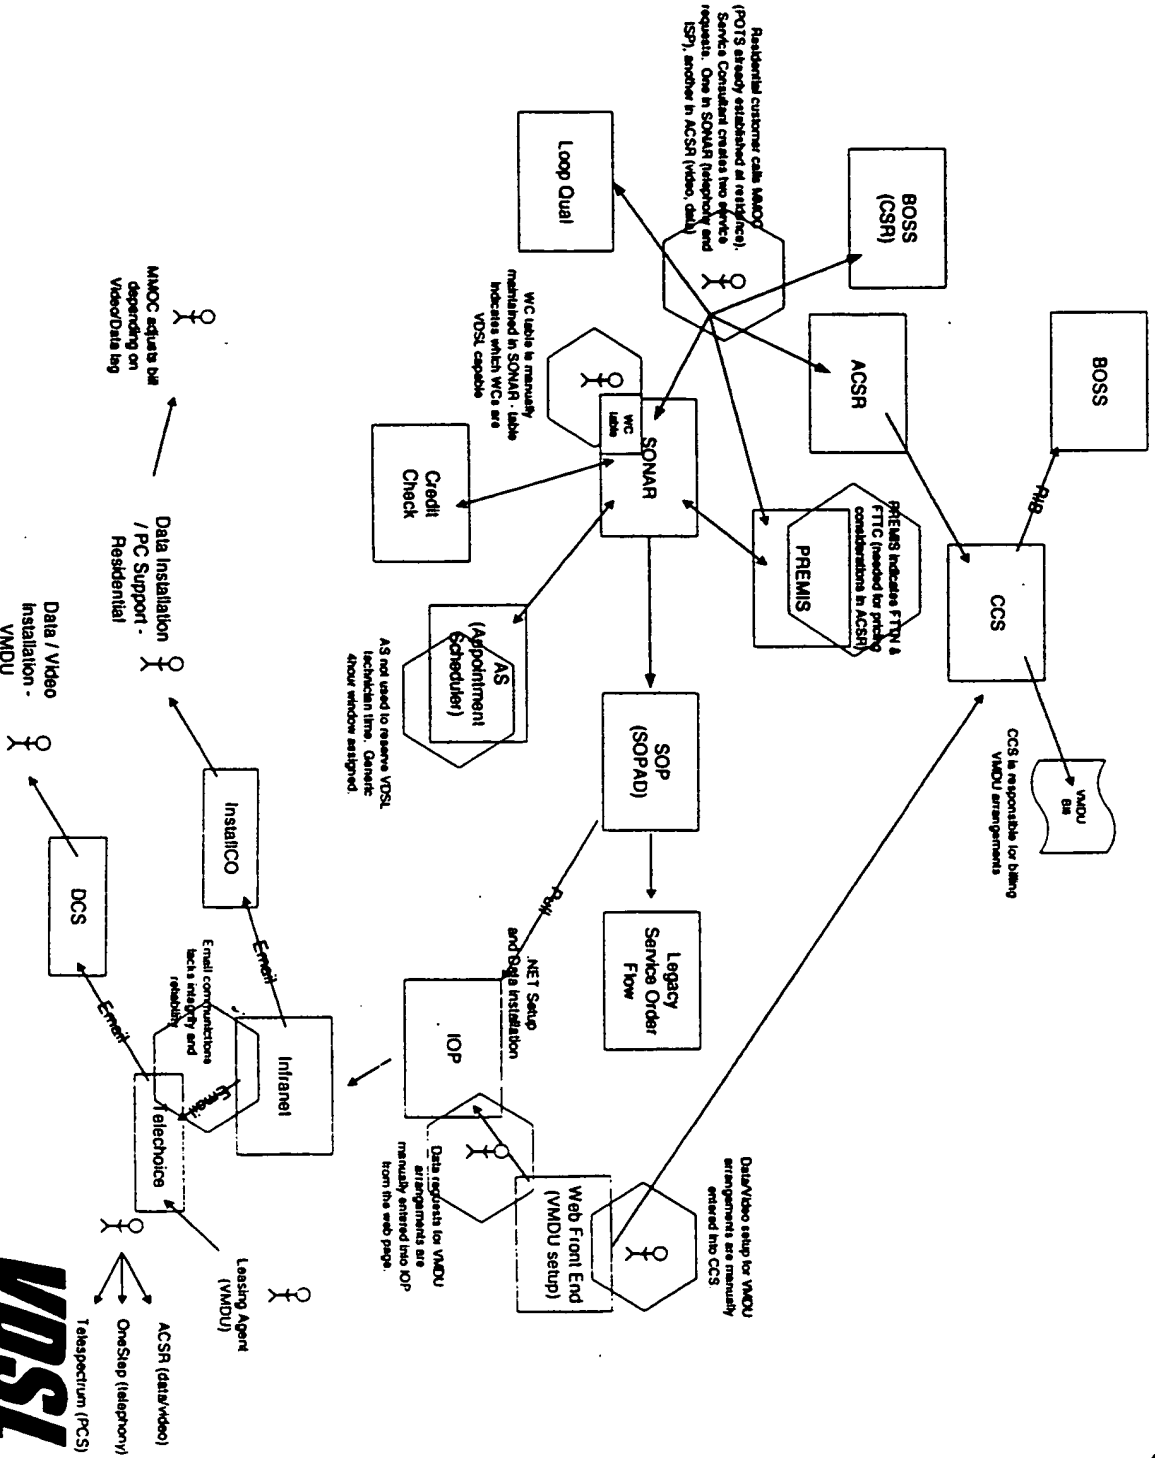 Residential customer calls MMOC
(POTS already established at residence).
Service Consultant creates two service
requests. One in SONAR (telephony and
ISP), another in ACSR (video, data)
BOSS
(CSR)
BOSS
Loop Qual
ACSR
BIP
CCS
VMDU
Bill
CCS is responsible for billing
VMDU arrangements
PREMIS indicates FTTN &
FTTC (needed for pricing
considerations in ACSR)
PREMIS
WC table is manually
maintained in SONAR - table
indicates which WCs are
VDSL capable
WC
table
SONAR
Credit
Check
AS
(Appointment
Scheduler)
AS not used to reserve VDSL
technician time. Generic
4hour window assigned.
SOP
(SOPAD)
Legacy
Service Order
Flow
.NET Setup
and Data Installation
IOP
Data/Video setup for VMDU
arrangements are manually
entered into CCS.
Web Front End
(VMDU setup)
Data requests for VMDU
arrangements are
manually entered into IOP
from the web page.
Infranet
Email
Email
Email
Email communictions
lacks integrity and
reliability
InstallCO
DCS
Telechoice
MMOC adjusts bill
depending on
Video/Data lag
Data Installation
/ PC Support -
Residential
Data / Video
Installation -
VMDU
Leasing Agent
(VMDU)
ACSR (data/video)
OneStep (telephony)
Telespectrum (PCS)
VDSL